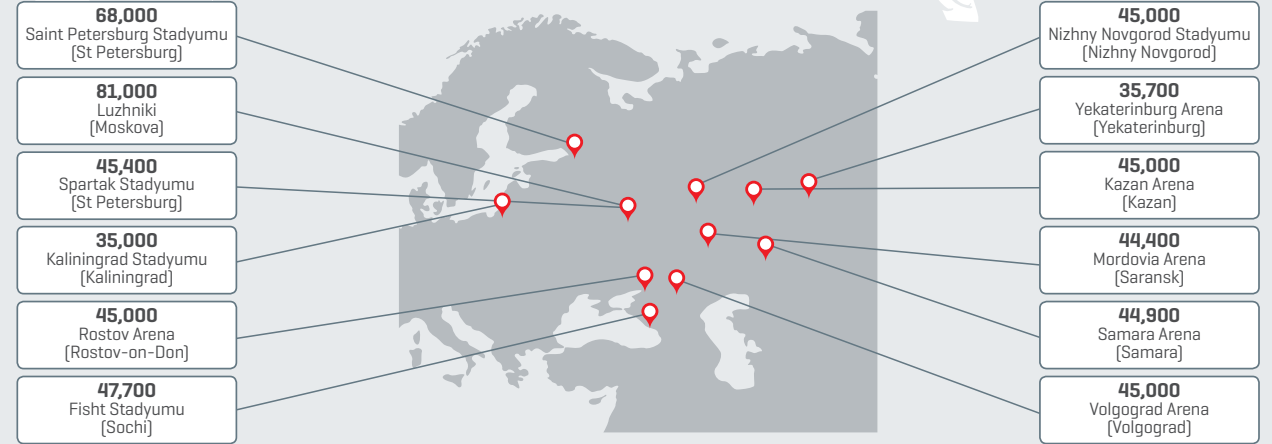 68,000
Saint Petersburg Stadyumu
(St Petersburg)
81,000
Luzhniki
(Moskova)
45,400
Spartak Stadyumu
(St Petersburg)
35,000
Kaliningrad Stadyumu
(Kaliningrad)
45,000
Rostov Arena
(Rostov-on-Don)
47,700
Fisht Stadyumu
(Sochi)
45,000
Nizhny Novgorod Stadyumu
(Nizhny Novgorod)
35,700
Yekaterinburg Arena
(Yekaterinburg)
45,000
Kazan Arena
(Kazan)
44,400
Mordovia Arena
(Saransk)
44,900
Samara Arena
(Samara)
45,000
Volgograd Arena
(Volgograd)